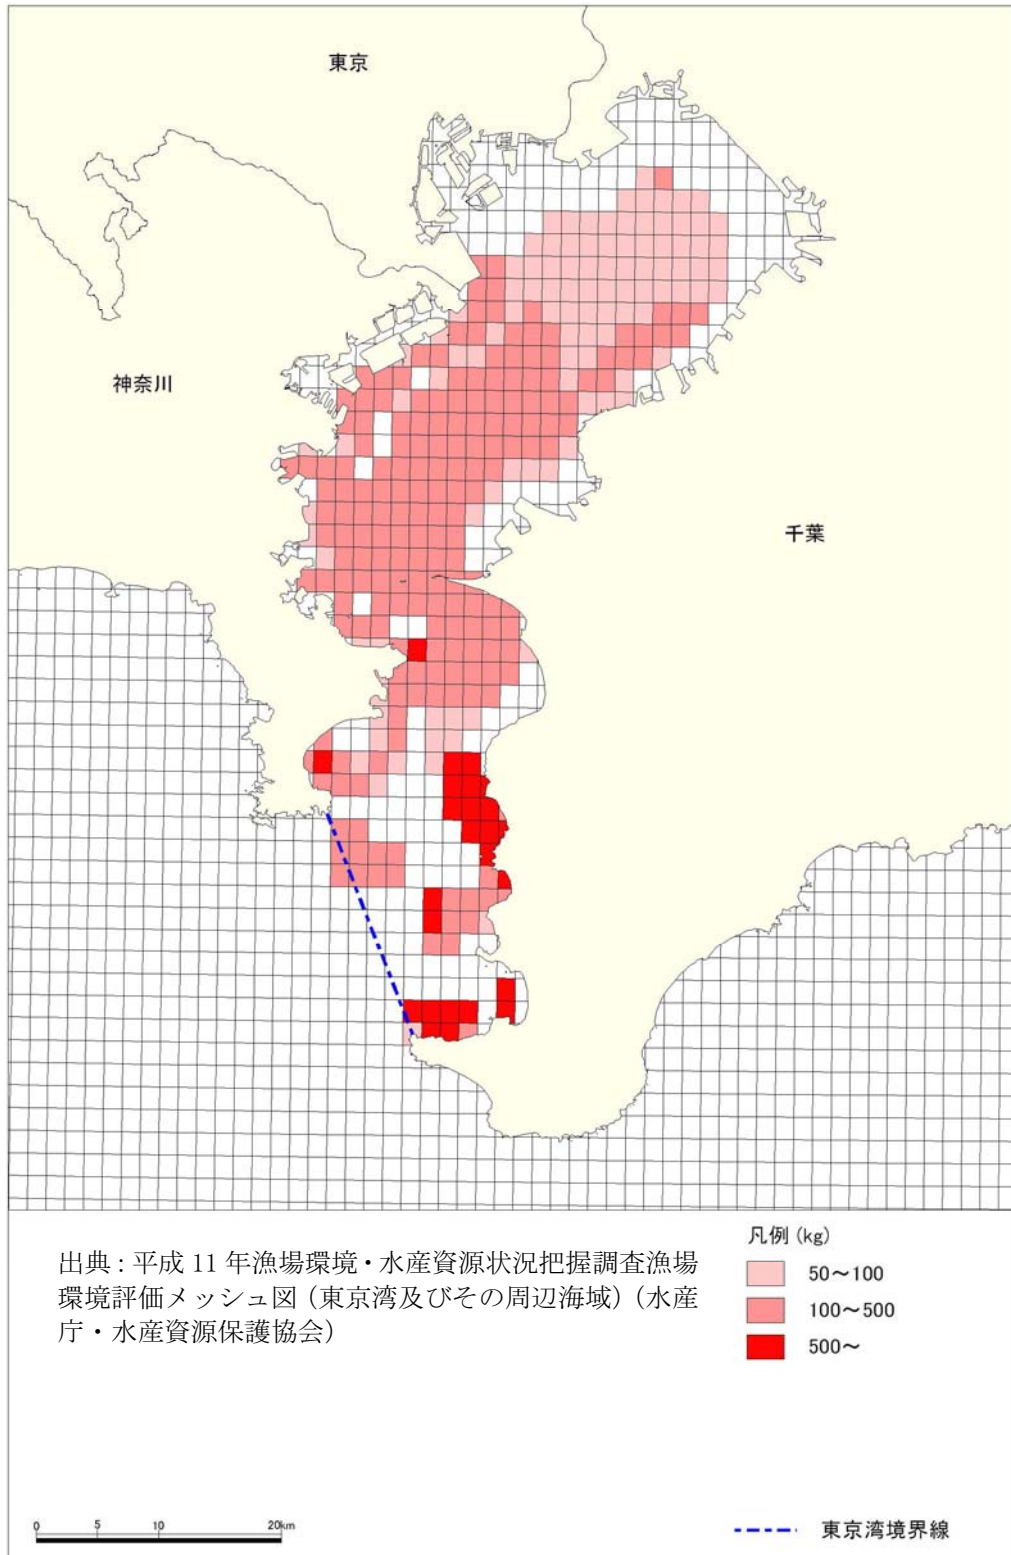 東京
神奈川
千葉
出典：平成 11 年漁場環境・水産資源状況把握調査漁場
環境評価メッシュ図（東京湾及びその周辺海域）（水産
庁・水産資源保護協会）
凡例 (kg)
50～100
100～500
500～
0 5 10 20km
東京湾境界線